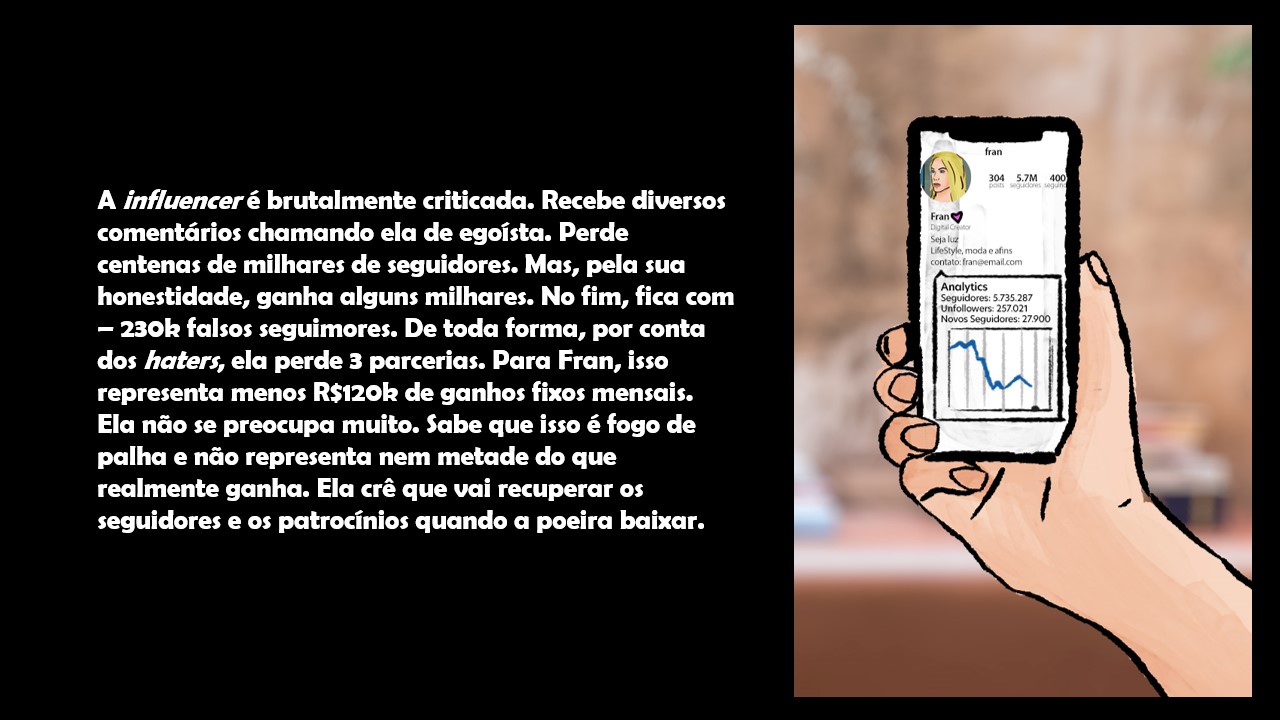 A influencer é brutalmente criticada. Recebe diversos
comentários chamando ela de egoísta. Perde
centenas de milhares de seguidores. Mas, pela sua
honestidade, ganha alguns milhares. No fim, fica com
– 230k falsos seguimores. De toda forma, por conta
dos haters, ela perde 3 parcerias. Para Fran, isso
representa menos R$120k de ganhos fixos mensais.
Ela não se preocupa muito. Sabe que isso é fogo de
palha e não representa nem metade do que
realmente ganha. Ela crê que vai recuperar os
seguidores e os patrocínios quando a poeira baixar.
fran
304 5.7M 400
posts seguidores seguind
Fran
Digital Creator
Seja luz
LifeStyle, moda e afins
contato: fran@email.com
Analytics
Seguidores: 5.735.287
Unfollowers: 257.021
Novos Seguidores: 27.900